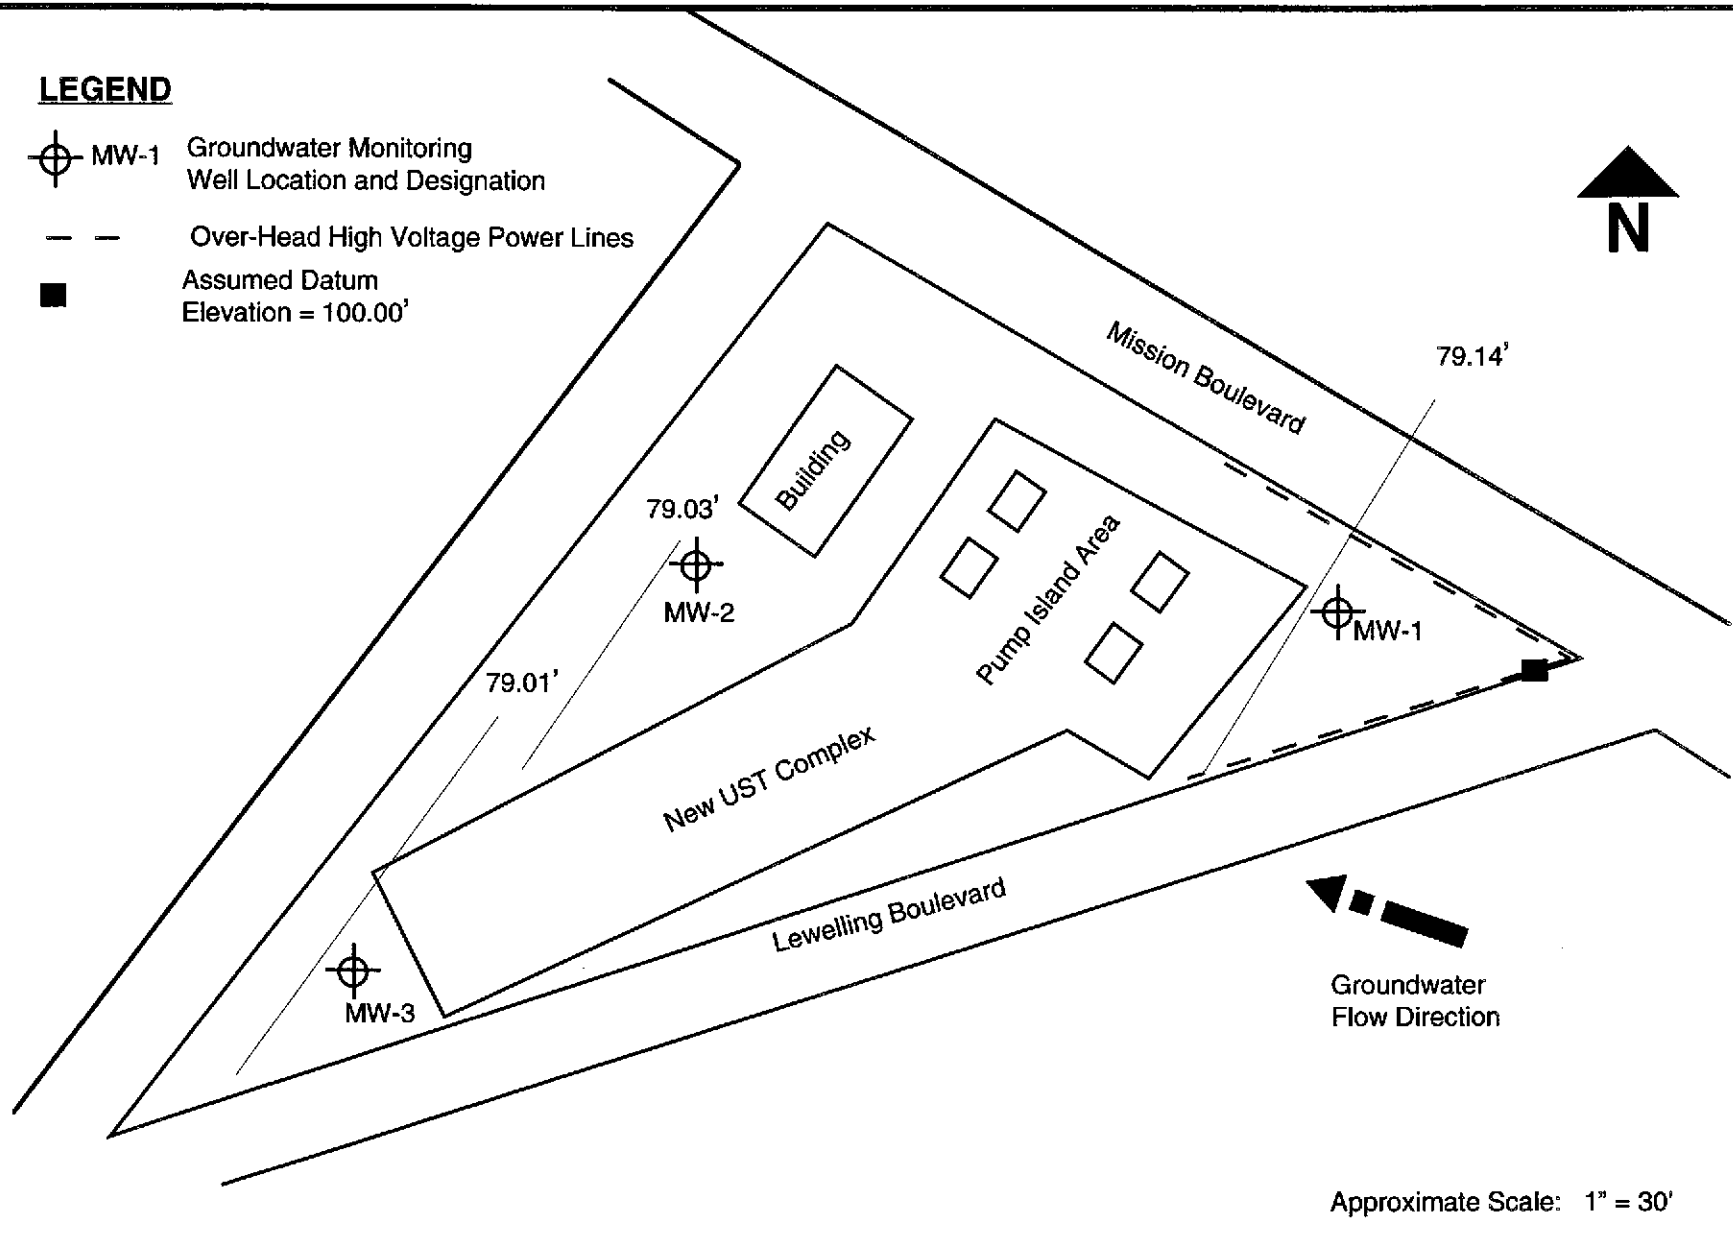 LEGEND
MW-1
Groundwater Monitoring
Well Location and Designation
Over-Head High Voltage Power Lines
Assumed Datum
Elevation = 100.00'
N
Mission Boulevard
79.14'
Building
79.03'
MW-2
Pump Island Area
MW-1
79.01'
New UST Complex
Lewelling Boulevard
MW-3
Groundwater
Flow Direction
Approximate Scale: 1" = 30'